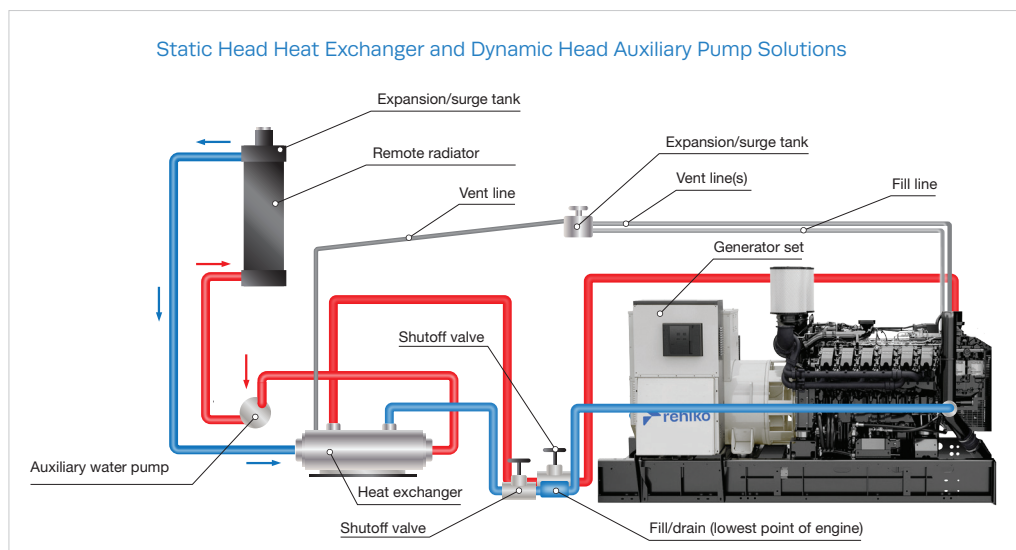 Static Head Heat Exchanger and Dynamic Head Auxiliary Pump Solutions
Expansion/surge tank
Remote radiator
Vent line
Expansion/surge tank
Vent line(s)
Fill line
Generator set
Shutoff valve
rehlko
Auxiliary water pump
Heat exchanger
Shutoff valve
Fill/drain (lowest point of engine)